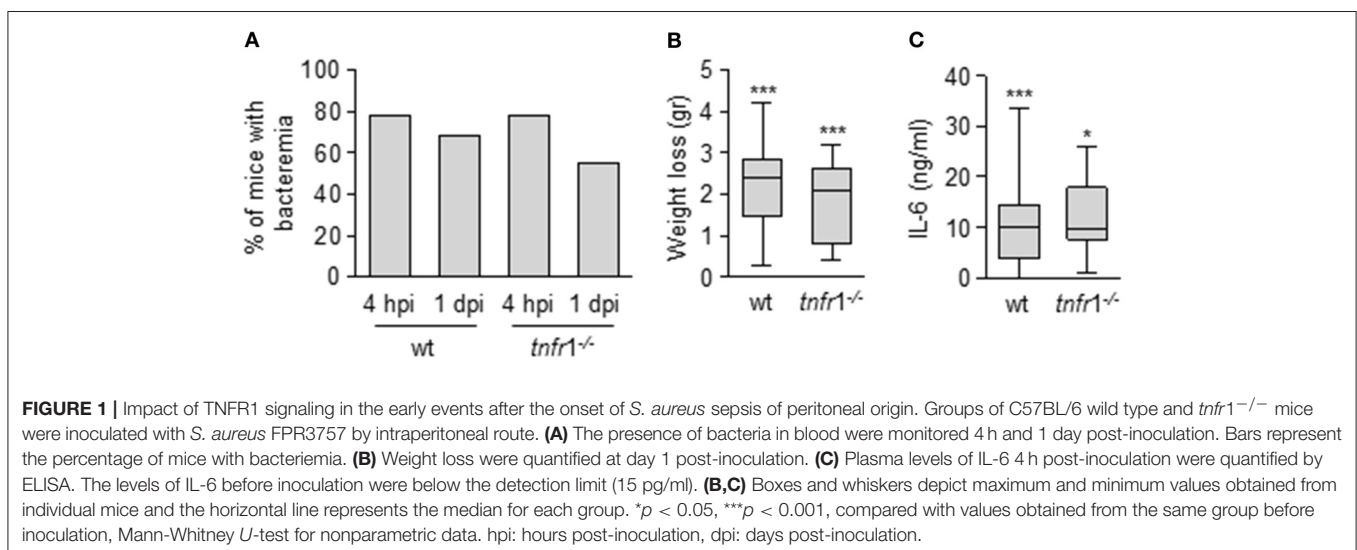 A
% of mice with
bacteremia
100
80
60
40
20
0
4 hpi 1 dpi 4 hpi 1 dpi
wt tnfr1-/-
B
Weight loss (gr)
5
4
3
2
1
0
***
***
wt tnfr1-/-
C
IL-6 (ng/ml)
40
30
20
10
0
***
*
wt tnfr1-/-
FIGURE 1 | Impact of TNFR1 signaling in the early events after the onset of S. aureus sepsis of peritoneal origin. Groups of C57BL/6 wild type and tnfr1−/− mice
were inoculated with S. aureus FPR3757 by intraperitoneal route. (A) The presence of bacteria in blood were monitored 4 h and 1 day post-inoculation. Bars represent
the percentage of mice with bacteriemia. (B) Weight loss were quantified at day 1 post-inoculation. (C) Plasma levels of IL-6 4 h post-inoculation were quantified by
ELISA. The levels of IL-6 before inoculation were below the detection limit (15 pg/ml). (B,C) Boxes and whiskers depict maximum and minimum values obtained from
individual mice and the horizontal line represents the median for each group. *p < 0.05, ***p < 0.001, compared with values obtained from the same group before
inoculation, Mann-Whitney U-test for nonparametric data. hpi: hours post-inoculation, dpi: days post-inoculation.